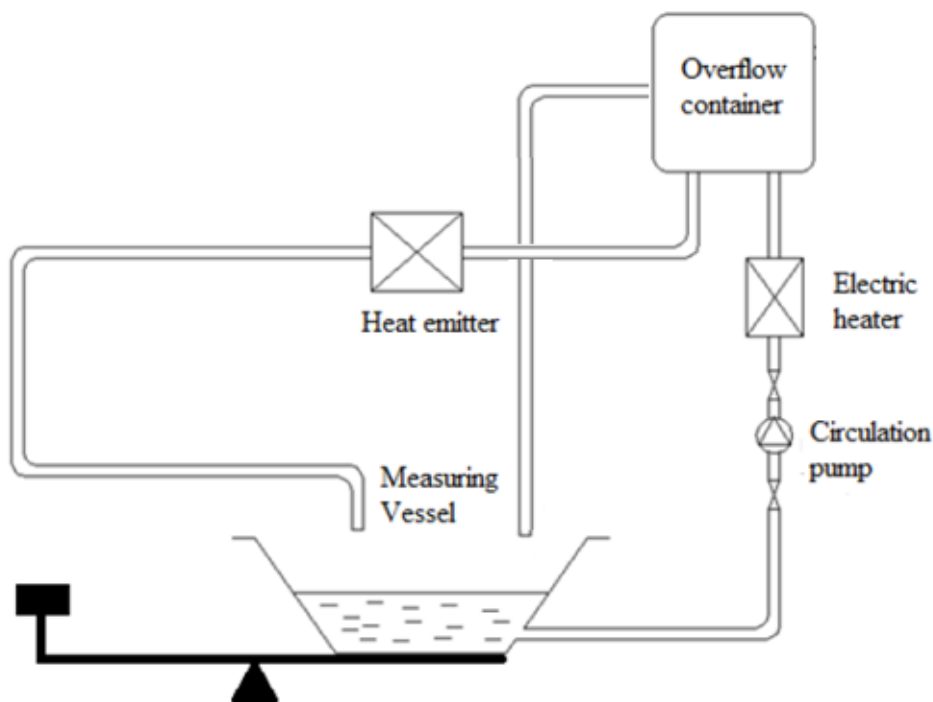 Overflow
container
Heat emitter
Electric
heater
Circulation
pump
Measuring
Vessel